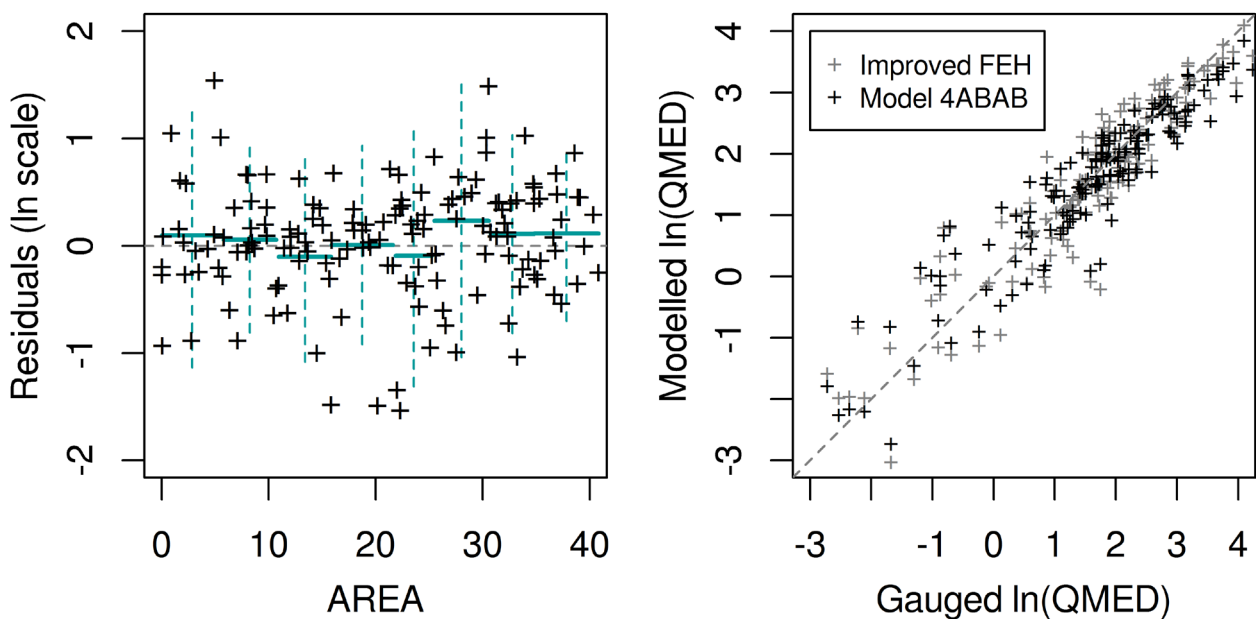 Residuals (ln scale)
2
1
0
-1
-2
0 10 20 30 40
AREA
Modelled ln(QMED)
4
3
2
1
0
-1
-3
Improved FEH
Model 4ABAB
-3 -1 0 1 2 3 4
Gauged ln(QMED)